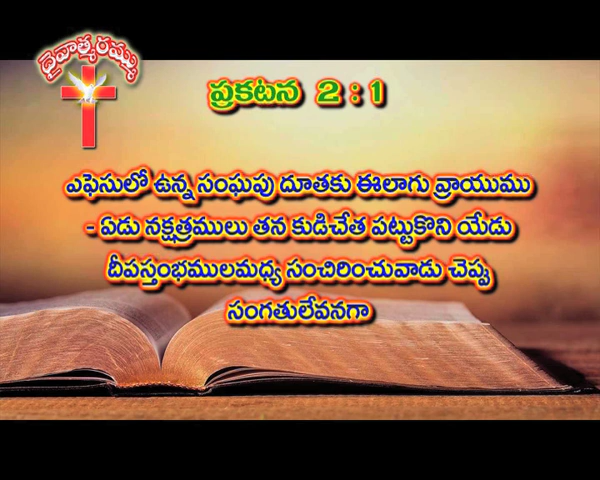 దైవాత్మరమ్ము
ప్రకటన 2 : 1
ఎఫెసులో ఉన్న సంఘపు దూతకు ఈలాగు వ్రాయుము
- ఏడు నక్షత్రములు తన కుడిచేత పట్టుకొని యేడు
దీపస్తంభములమధ్య సంచిరించువాడు చెప్పు
సంగతులేవనగా